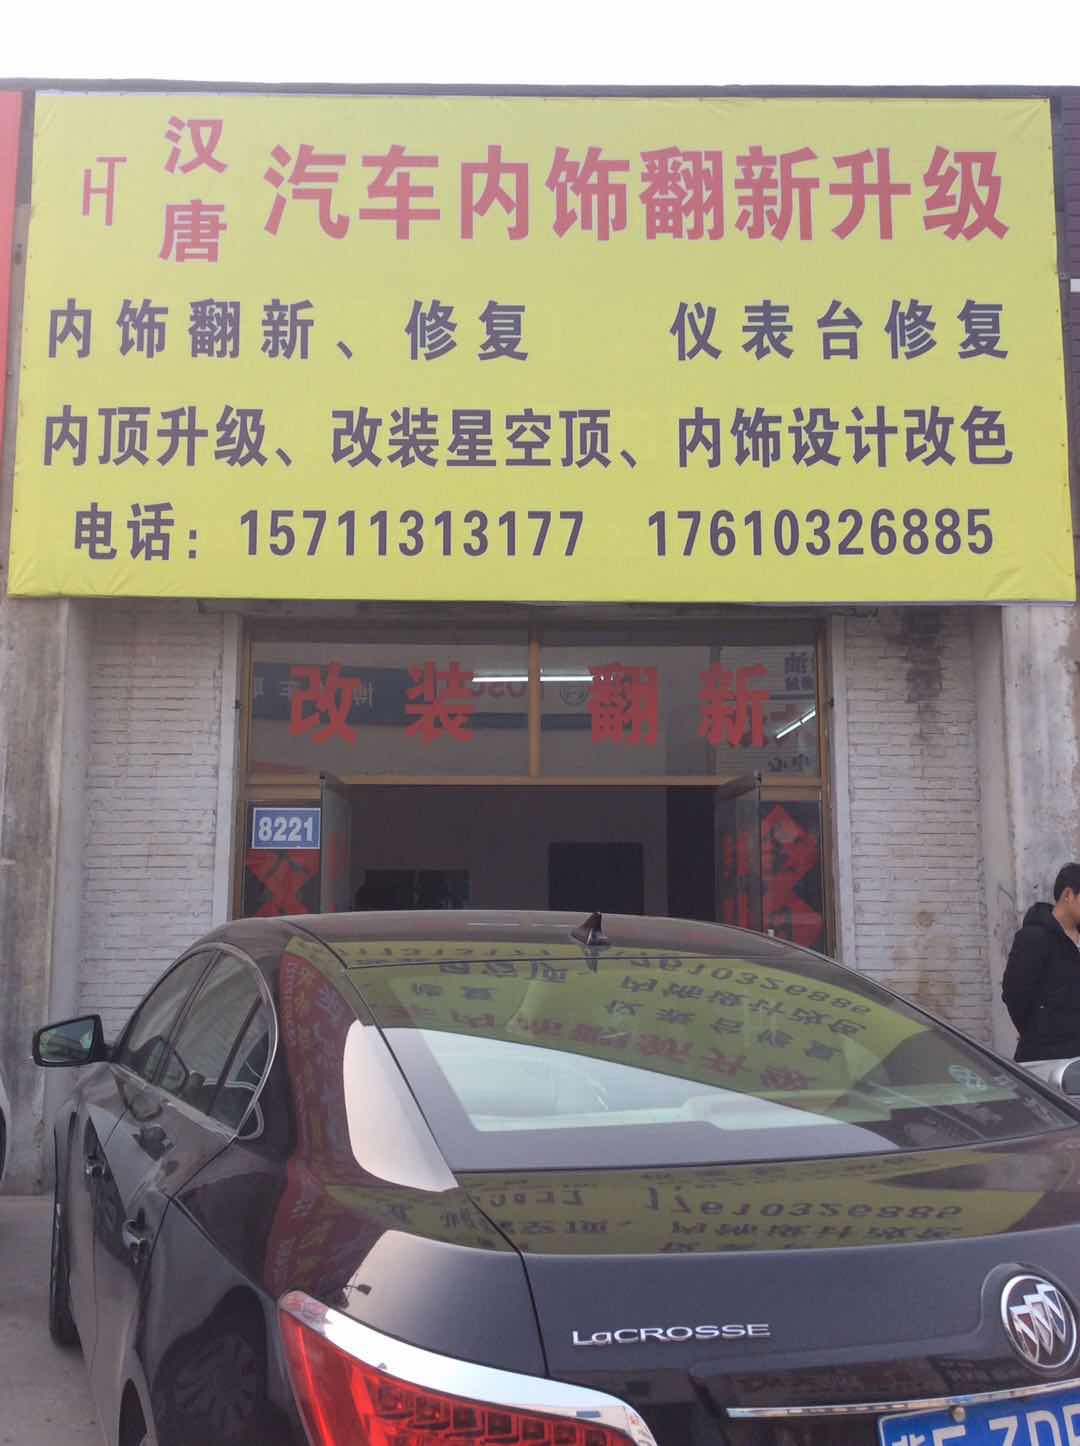 HT 汉唐 汽车内饰翻新升级
内饰翻新、修复 仪表台修复
内顶升级、改装星空顶、内饰设计改色
电话：15711313177 17610326885
改装 翻新
8221
LaCROSSE